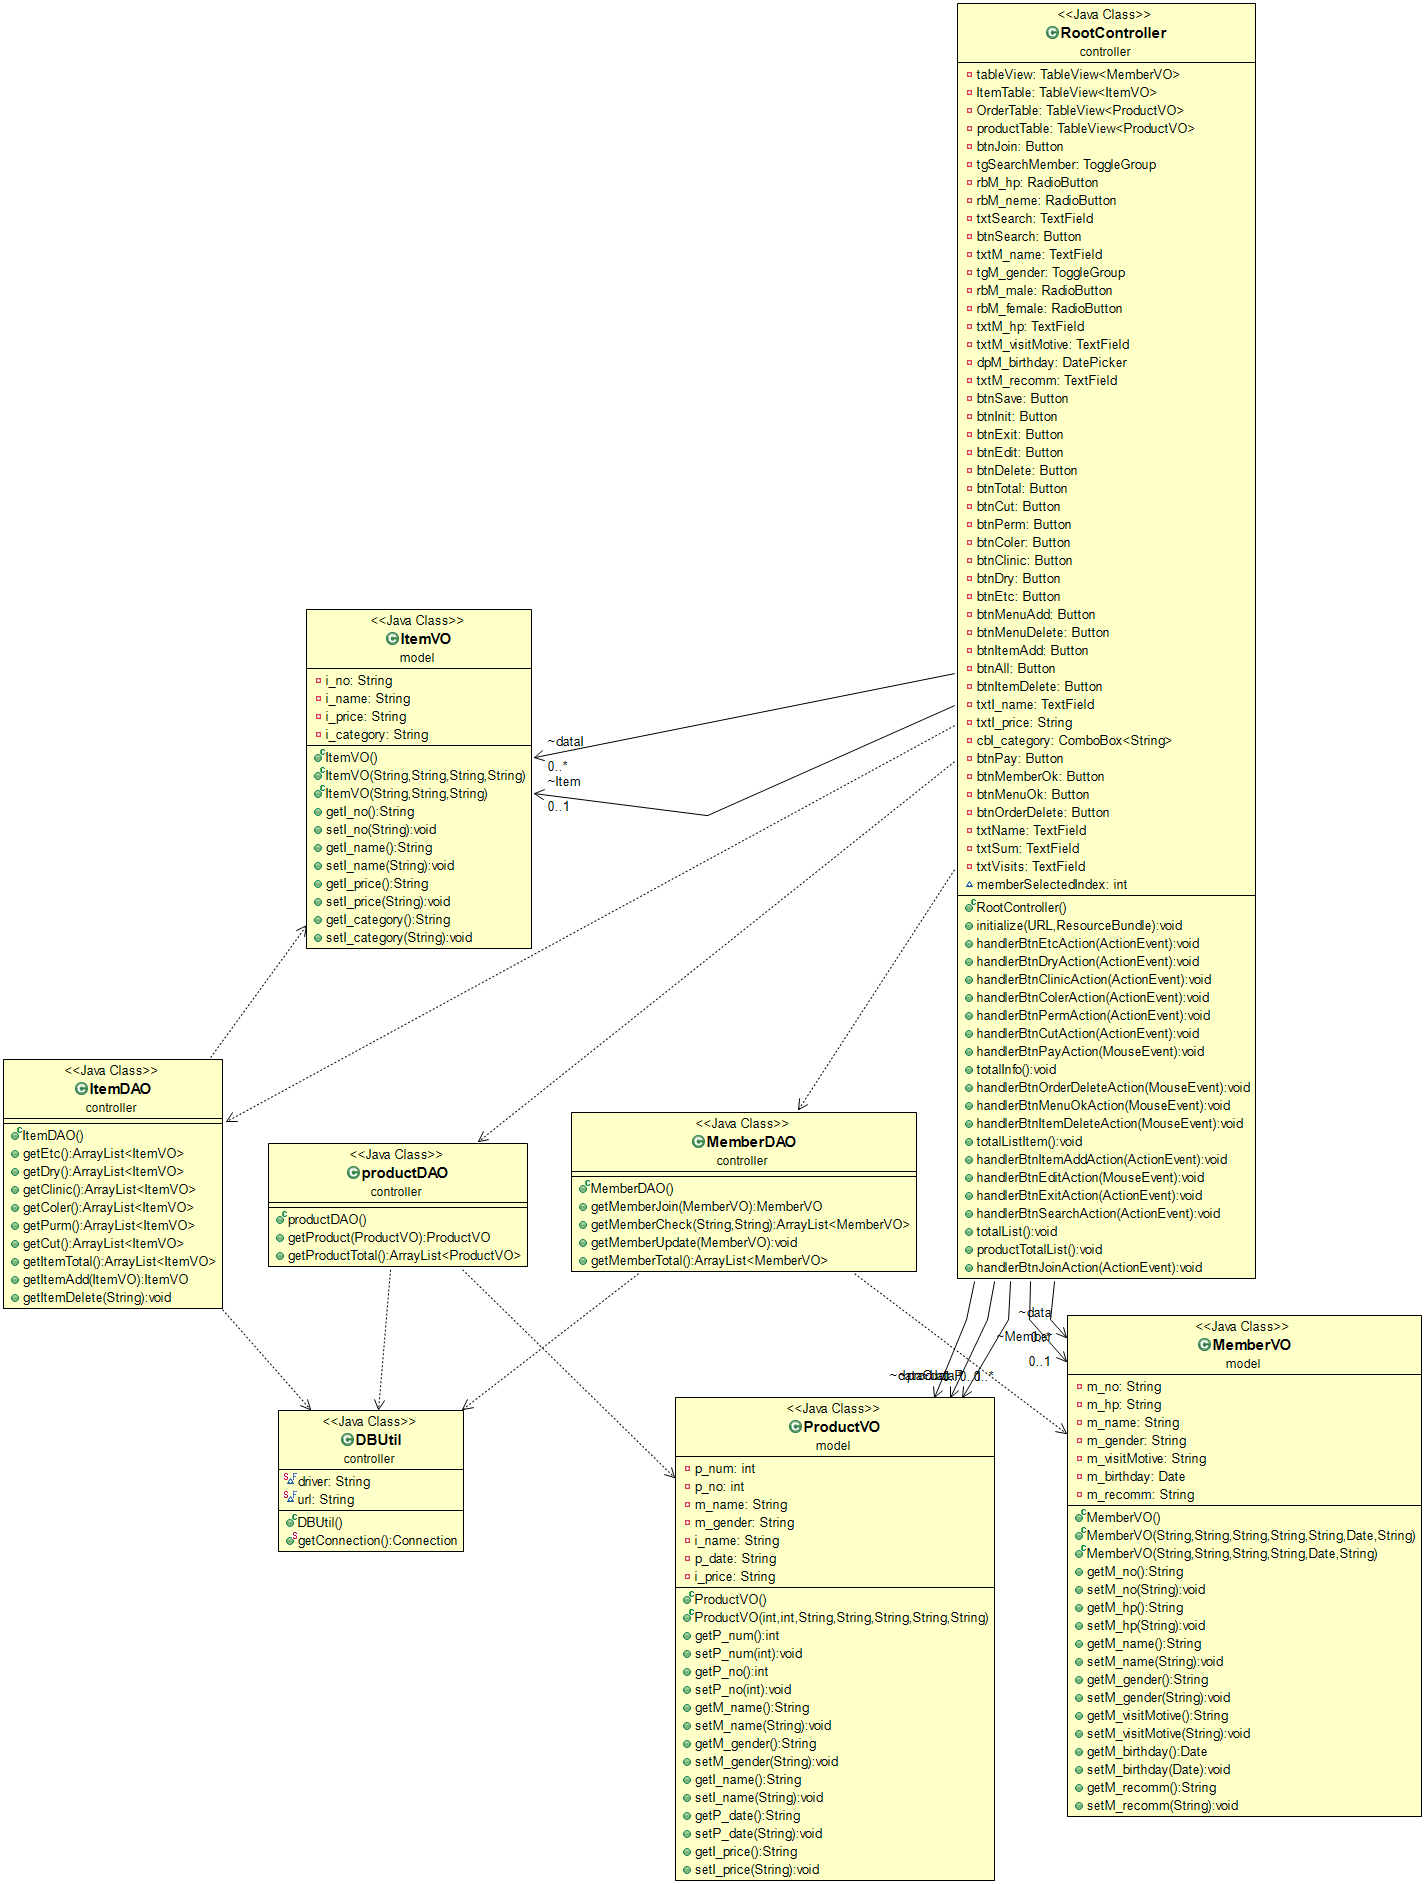 <<Java Class>>
RootController
controller
tableView: TableView<MemberVO>
ItemTable: TableView<ItemVO>
OrderTable: TableView<ProductVO>
productTable: TableView<ProductVO>
btnJoin: Button
tgSearchMember: ToggleGroup
rbM_hp: RadioButton
rbM_neme: RadioButton
txtSearch: TextField
btnSearch: Button
txtM_name: TextField
tgM_gender: ToggleGroup
rbM_male: RadioButton
rbM_female: RadioButton
txtM_hp: TextField
txtM_visitMotive: TextField
dpM_birthday: DatePicker
txtM_recomm: TextField
btnSave: Button
btnInit: Button
btnExit: Button
btnEdit: Button
btnDelete: Button
btnTotal: Button
btnCut: Button
btnPerm: Button
btnColer: Button
btnClinic: Button
btnDry: Button
btnEtc: Button
btnMenuAdd: Button
btnMenuDelete: Button
btnItemAdd: Button
btnAll: Button
btnItemDelete: Button
txtI_name: TextField
txtI_price: String
cbI_category: ComboBox<String>
btnPay: Button
btnMemberOk: Button
btnMenuOk: Button
btnOrderDelete: Button
txtName: TextField
txtSum: TextField
txtVisits: TextField
memberSelectedIndex: int
RootController()
initialize(URL,ResourceBundle):void
handlerBtnEtcAction(ActionEvent):void
handlerBtnDryAction(ActionEvent):void
handlerBtnClinicAction(ActionEvent):void
handlerBtnColerAction(ActionEvent):void
handlerBtnPermAction(ActionEvent):void
handlerBtnCutAction(ActionEvent):void
handlerBtnPayAction(MouseEvent):void
totalInfo():void
handlerBtnOrderDeleteAction(MouseEvent):void
handlerBtnMenuOkAction(MouseEvent):void
handlerBtnItemDeleteAction(MouseEvent):void
totalListItem():void
handlerBtnItemAddAction(ActionEvent):void
handlerBtnEditAction(MouseEvent):void
handlerBtnExitAction(ActionEvent):void
handlerBtnSearchAction(ActionEvent):void
totalList():void
productTotalList():void
handlerBtnJoinAction(ActionEvent):void
<<Java Class>>
ItemVO
model
i_no: String
i_name: String
i_price: String
i_category: String
ItemVO()
ItemVO(String,String,String,String)
ItemVO(String,String,String)
getI_no():String
setI_no(String):void
getI_name():String
setI_name(String):void
getI_price():String
setI_price(String):void
getI_category():String
setI_category(String):void
~dataI
0..*
~Item
0..1
<<Java Class>>
ItemDAO
controller
ItemDAO()
getEtc():ArrayList<ItemVO>
getDry():ArrayList<ItemVO>
getClinic():ArrayList<ItemVO>
getColer():ArrayList<ItemVO>
getPurm():ArrayList<ItemVO>
getCut():ArrayList<ItemVO>
getItemTotal():ArrayList<ItemVO>
getItemAdd(ItemVO):ItemVO
getItemDelete(String):void
<<Java Class>>
productDAO
controller
productDAO()
getProduct(ProductVO):ProductVO
getProductTotal():ArrayList<ProductVO>
<<Java Class>>
MemberDAO
controller
MemberDAO()
getMemberJoin(MemberVO):MemberVO
getMemberCheck(String,String):ArrayList<MemberVO>
getMemberUpdate(MemberVO):void
getMemberTotal():ArrayList<MemberVO>
~data
~Member
0..1
<<Java Class>>
DBUtil
controller
driver: String
url: String
DBUtil()
getConnection():Connection
<<Java Class>>
ProductVO
model
p_num: int
p_no: int
m_name: String
m_gender: String
i_name: String
p_date: String
i_price: String
ProductVO()
ProductVO(int,int,String,String,String,String,String)
getP_num():int
setP_num(int):void
getP_no():int
setP_no(int):void
getM_name():String
setM_name(String):void
getM_gender():String
setM_gender(String):void
getI_name():String
setI_name(String):void
getP_date():String
setP_date(String):void
getI_price():String
setI_price(String):void
<<Java Class>>
MemberVO
model
m_no: String
m_hp: String
m_name: String
m_gender: String
m_visitMotive: String
m_birthday: Date
m_recomm: String
MemberVO()
MemberVO(String,String,String,String,String,Date,String)
MemberVO(String,String,String,String,Date,String)
getM_no():String
setM_no(String):void
getM_hp():String
setM_hp(String):void
getM_name():String
setM_name(String):void
getM_gender():String
setM_gender(String):void
getM_visitMotive():String
setM_visitMotive(String):void
getM_birthday():Date
setM_birthday(Date):void
getM_recomm():String
setM_recomm(String):void